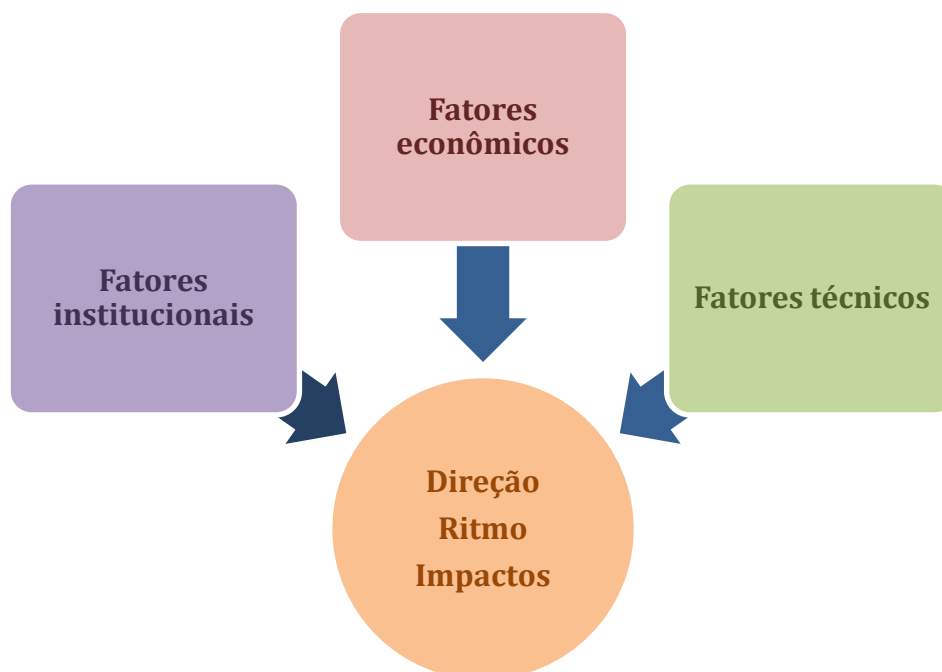 Fatores
econômicos
Fatores
institucionais
Fatores técnicos
Direção
Ritmo
Impactos